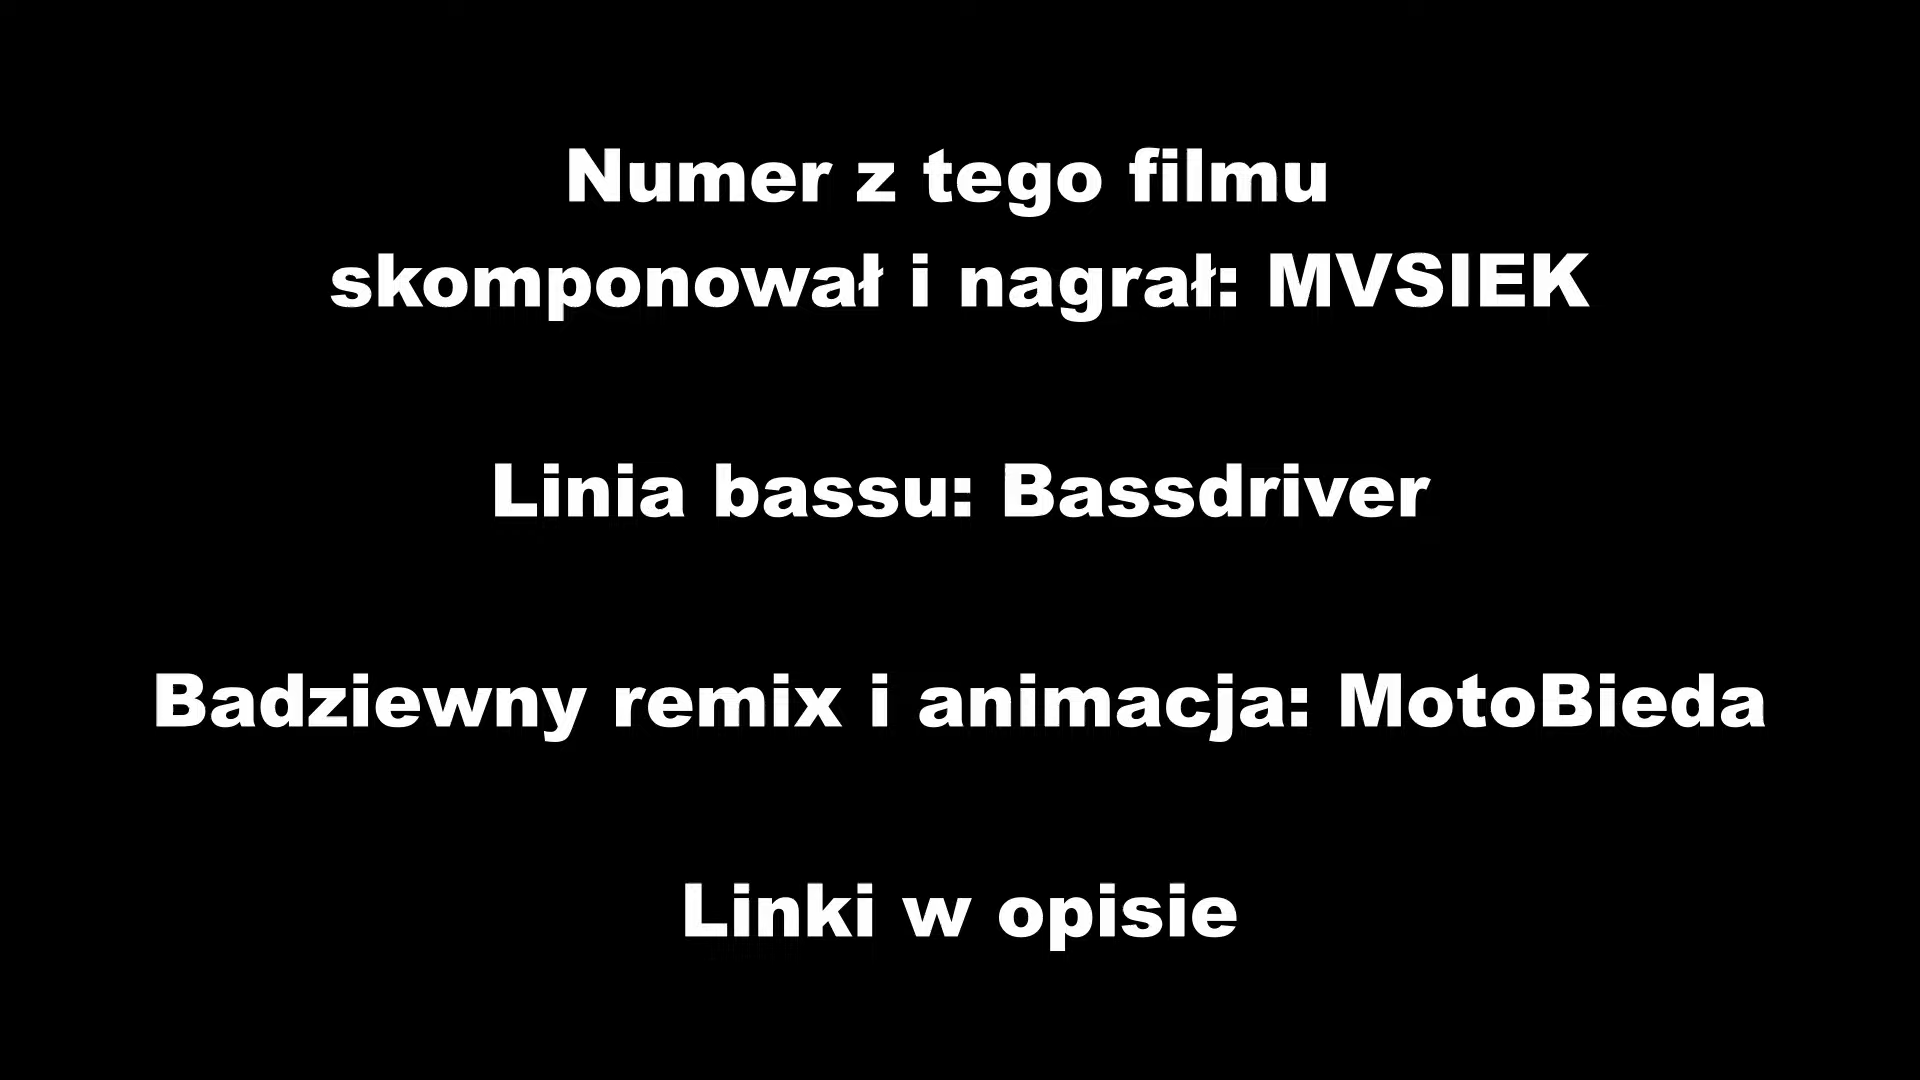 Numer z tego filmu
skomponował i nagrał: MVSIEK
Linia bassu: Bassdriver
Badziewny remix i animacja: MotoBieda
Linki w opisie